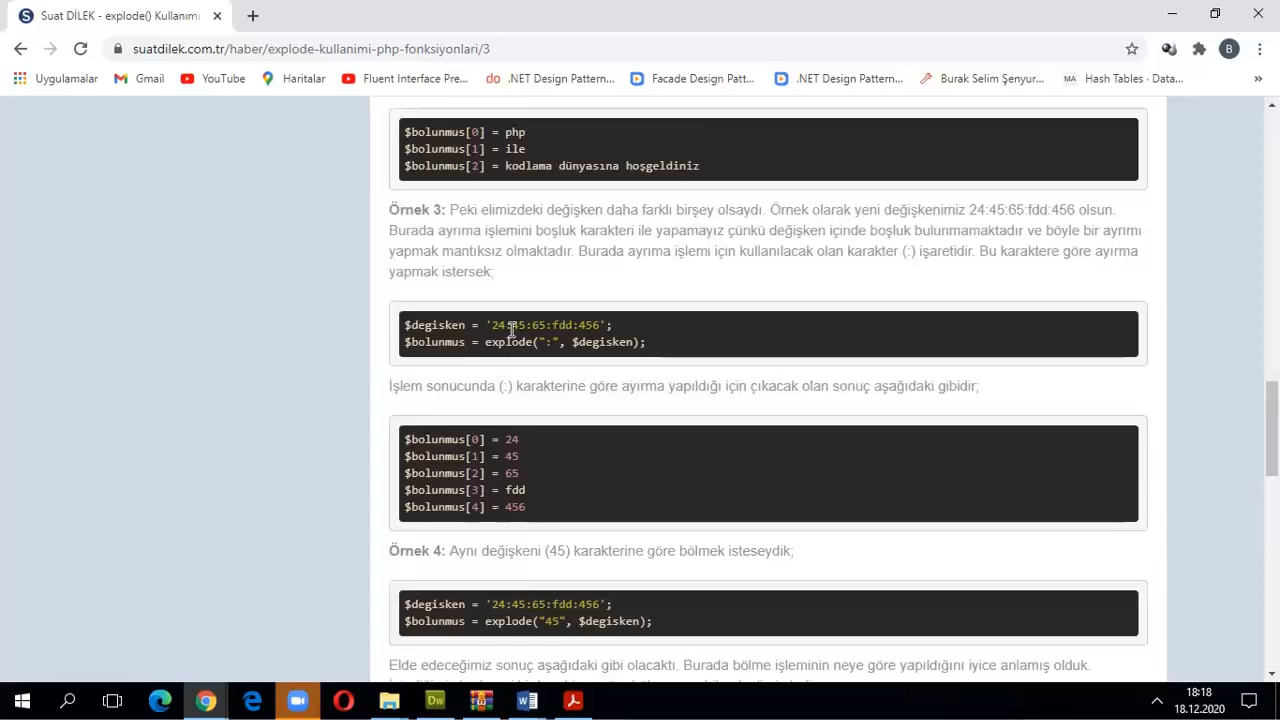 Suat DİLEK - explode() Kullanımı
suatdilek.com.tr/haber/explode-kullanimi-php-fonksiyonlari/3
B
Uygulamalar
Gmail
YouTube
Haritalar
Fluent Interface Pre...
do .NET Design Pattern...
Facade Design Patt...
.NET Design Pattern...
Burak Selim Şenyur...
MA Hash Tables - Data...
»
$bolunmus[0] = php
$bolunmus[1] = ile
$bolunmus[2] = kodlama dünyasına hoşgeldiniz
Örnek 3: Peki elimizdeki değişken daha farklı birşey olsaydı. Örnek olarak yeni değişkenimiz 24:45:65:fdd:456 olsun.
Burada ayrıma işlemini boşluk karakteri ile yapamayız çünkü değişken içinde boşluk bulunmamaktadır ve böyle bir ayrımı
yapmak mantıksız olmaktadır. Burada ayrıma işlemi için kullanılacak olan karakter (:) işaretidir. Bu karaktere göre ayırma
yapmak istersek;
$degisken = '24:45:65:fdd:456';
$bolunmus = explode(":", $degisken);
İşlem sonucunda (:) karakterine göre ayırma yapıldığı için çıkacak olan sonuç aşağıdaki gibidir;
$bolunmus[0] = 24
$bolunmus[1] = 45
$bolunmus[2] = 65
$bolunmus[3] = fdd
$bolunmus[4] = 456
Örnek 4: Aynı değişkeni (45) karakterine göre bölmek isteseydik;
$degisken = '24:45:65:fdd:456';
$bolunmus = explode("45", $degisken);
Elde edeceğimiz sonuç aşağıdaki gibi olacaktı. Burada bölme işleminin neye göre yapıldığını iyice anlamış olduk.
Dw
18:18
18.12.2020